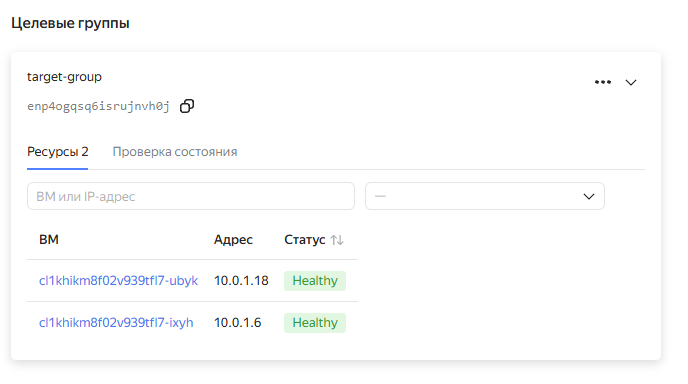 Целевые группы
target-group
enp4ogqsq6isrujnvh0j
Ресурсы 2 Проверка состояния
ВМ или IP-адрес —
ВМ Адрес Статус
cl1khikm8f02v939tfl7-ubyk 10.0.1.18 Healthy
cl1khikm8f02v939tfl7-ixyh 10.0.1.6 Healthy